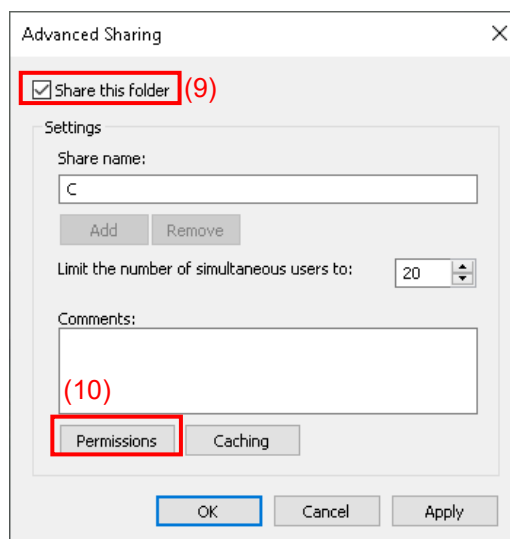 Advanced Sharing
Share this folder (9)
Settings
Share name:
C
Add Remove
Limit the number of simultaneous users to: 20
Comments:
(10)
Permissions Caching
OK Cancel Apply